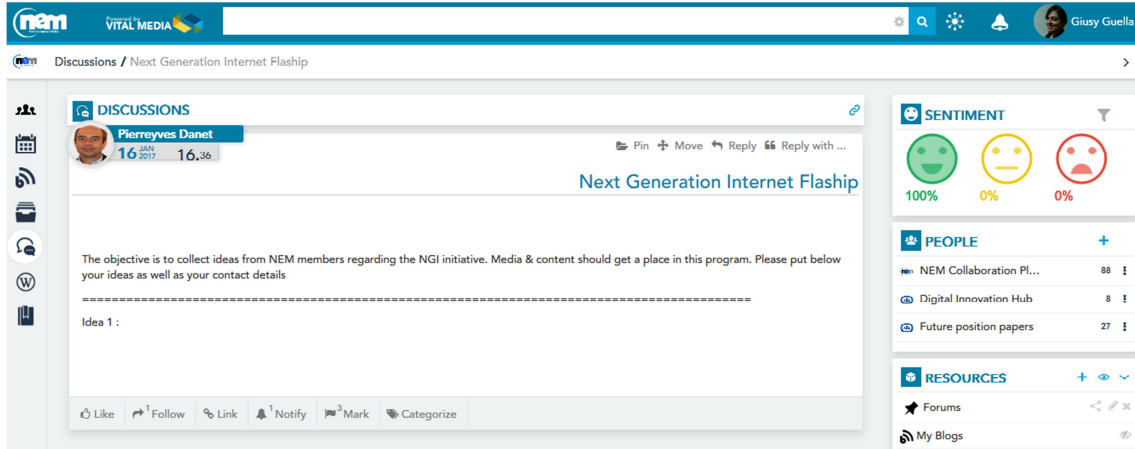 nem
Powered by
VITAL MEDIA
Giusy Guella
nem
Discussions / Next Generation Internet Flaship
DISCUSSIONS
Pierreyves Danet
16 JAN 2017 16.36
Pin Move Reply Reply with ...
Next Generation Internet Flaship
The objective is to collect ideas from NEM members regarding the NGI initiative. Media & content should get a place in this program. Please put below
your ideas as well as your contact details
===========================================================================================
Idea 1 :
Like 1 Follow Link 1 Notify 3 Mark Categorize
SENTIMENT
100% 0% 0%
PEOPLE
NEM Collaboration Pl... 88
Digital Innovation Hub 8
Future position papers 27
RESOURCES
Forums
My Blogs